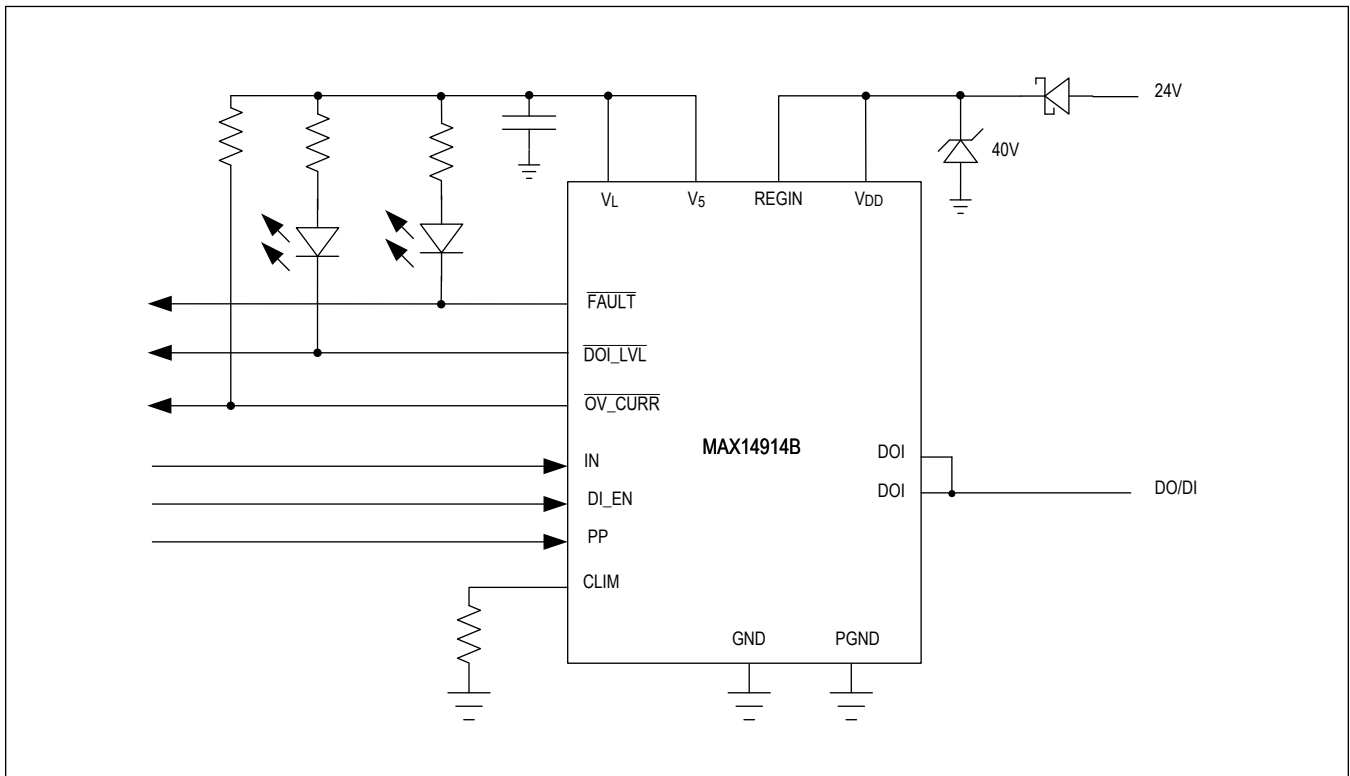 24V
40V
VL
V5
REGIN
VDD
FAULT
DOI_LVL
OV_CURR
IN
MAX14914B
DOI
DI_EN
DOI
DO/DI
PP
CLIM
GND
PGND